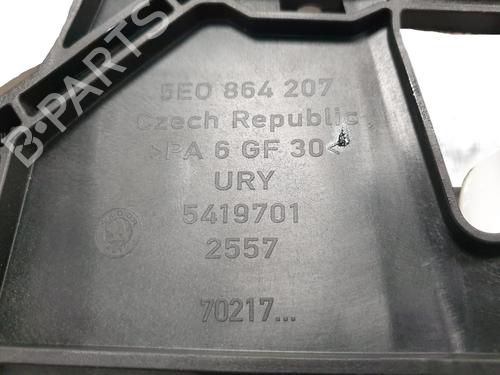 B-PARTS
5E0 864 207
Czech Republic
>PA 6 GF 30<
URY
5419701
2557
70217...